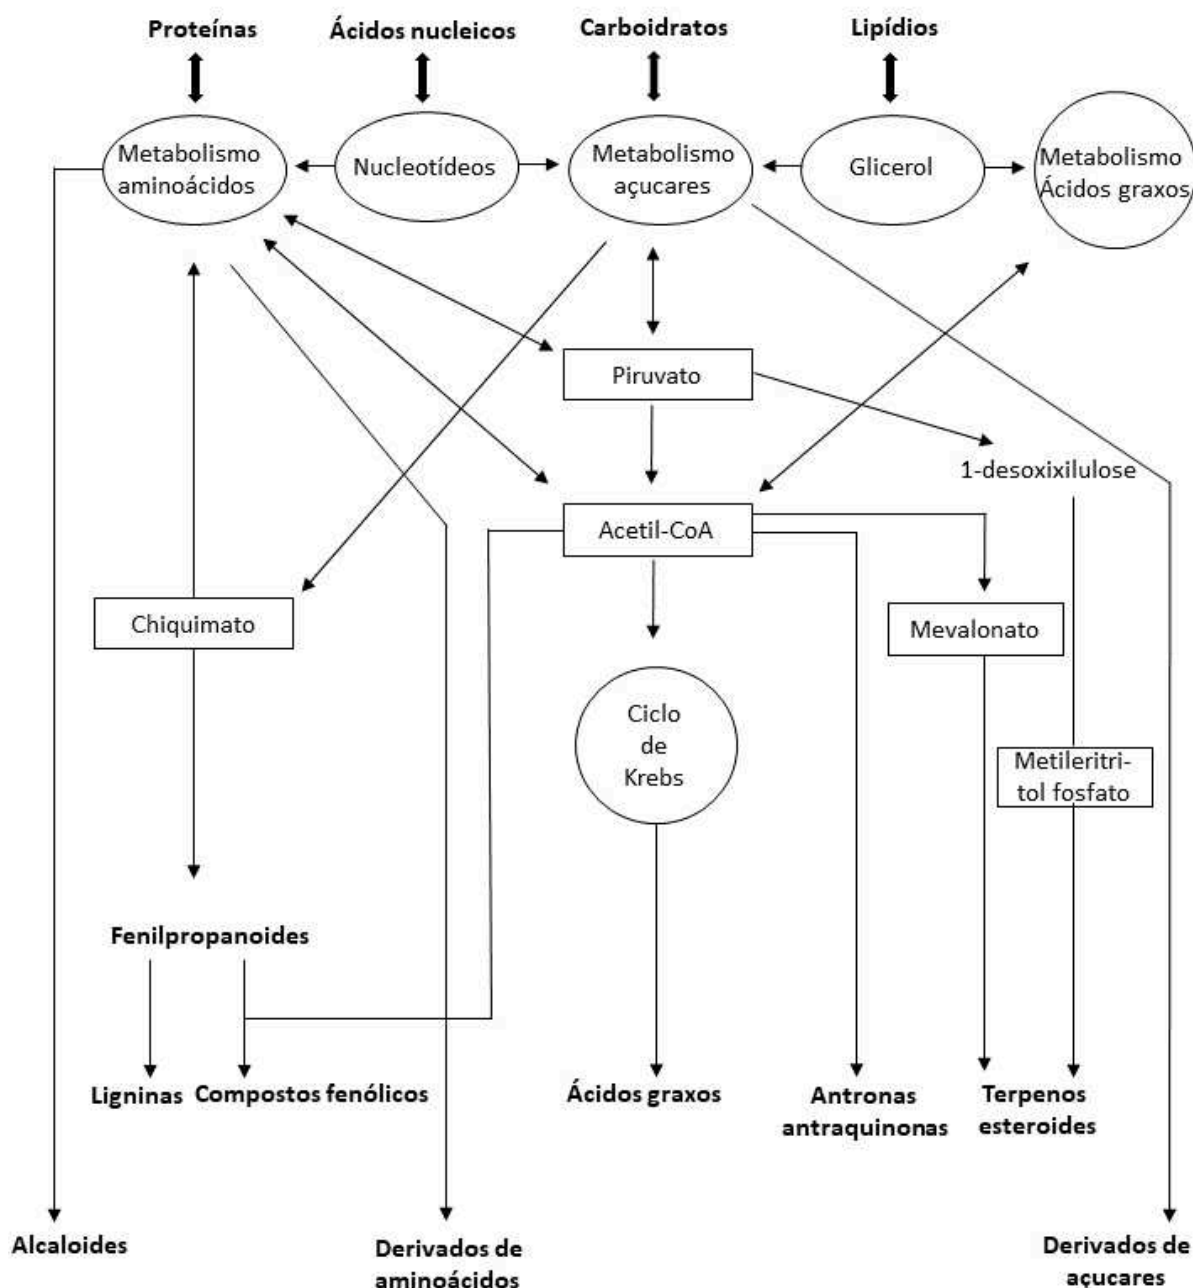 Proteínas
Ácidos nucleicos
Carboidratos
Lipídios
Metabolismo
aminoácidos
Nucleotídeos
Metabolismo
açucares
Glicerol
Metabolismo
Ácidos graxos
Piruvato
1-desoxixilulose
Acetil-CoA
Chiquimato
Mevalonato
Ciclo
de
Krebs
Metileritri-
tol fosfato
Fenilpropanoides
Ligninas
Compostos fenólicos
Ácidos graxos
Antronas
antraquinonas
Terpenos
esteroides
Alcaloides
Derivados de
aminoácidos
Derivados de
açucares